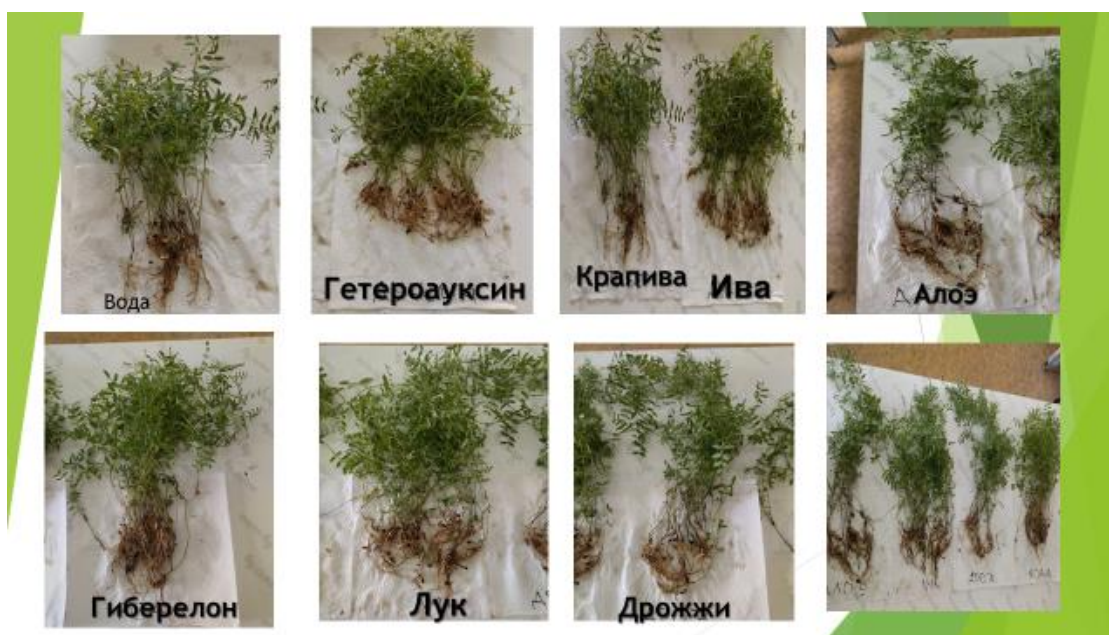 Вода
Гетероауксин
Крапива
Ива
Алоэ
Гиберелон
Лук
Дрожжи